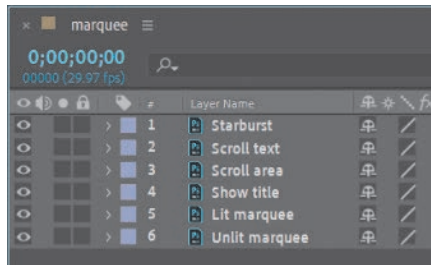 marquee
0;00;00;00
00000 (29.97 fps)
# Layer Name
1 Starburst
2 Scroll text
3 Scroll area
4 Show title
5 Lit marquee
6 Unlit marquee